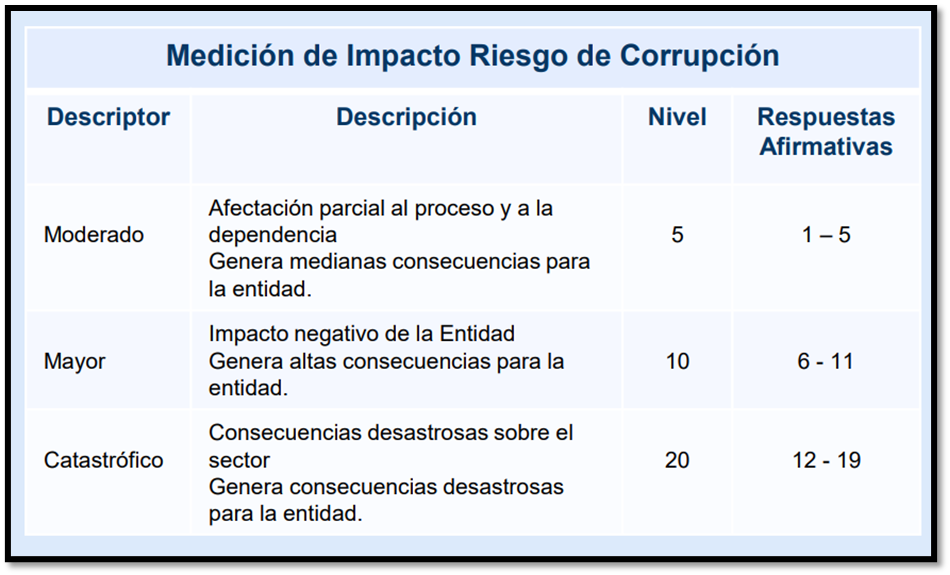 Medición de Impacto Riesgo de Corrupción
Descriptor
Descripción
Nivel
Respuestas
Afirmativas
Moderado
Afectación parcial al proceso y a la
dependencia
Genera medianas consecuencias para
la entidad.
5
1 – 5
Mayor
Impacto negativo de la Entidad
Genera altas consecuencias para la
entidad.
10
6 - 11
Catastrófico
Consecuencias desastrosas sobre el
sector
Genera consecuencias desastrosas
para la entidad.
20
12 - 19